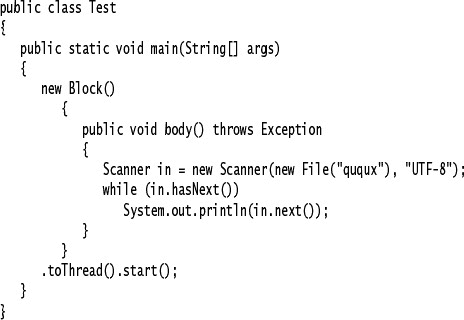 public class Test
{
   public static void main(String[] args)
   {
      new Block()
         {
            public void body() throws Exception
            {
               Scanner in = new Scanner(new File("ququx"), "UTF-8");
               while (in.hasNext())
                  System.out.println(in.next());
            }
         }
      .toThread().start();
   }
}